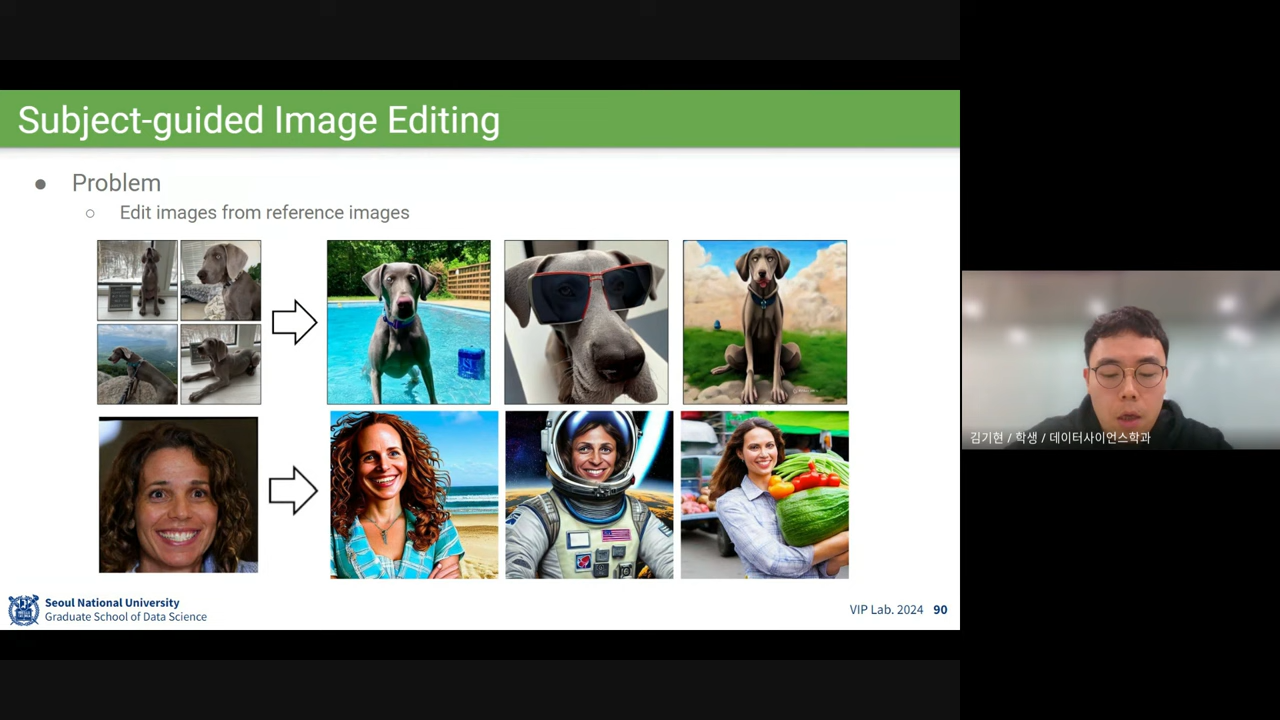 Subject-guided Image Editing
● Problem
○ Edit images from reference images
Seoul National University
Graduate School of Data Science
VIP Lab. 2024 90
김기현 / 학생 / 데이터사이언스학과